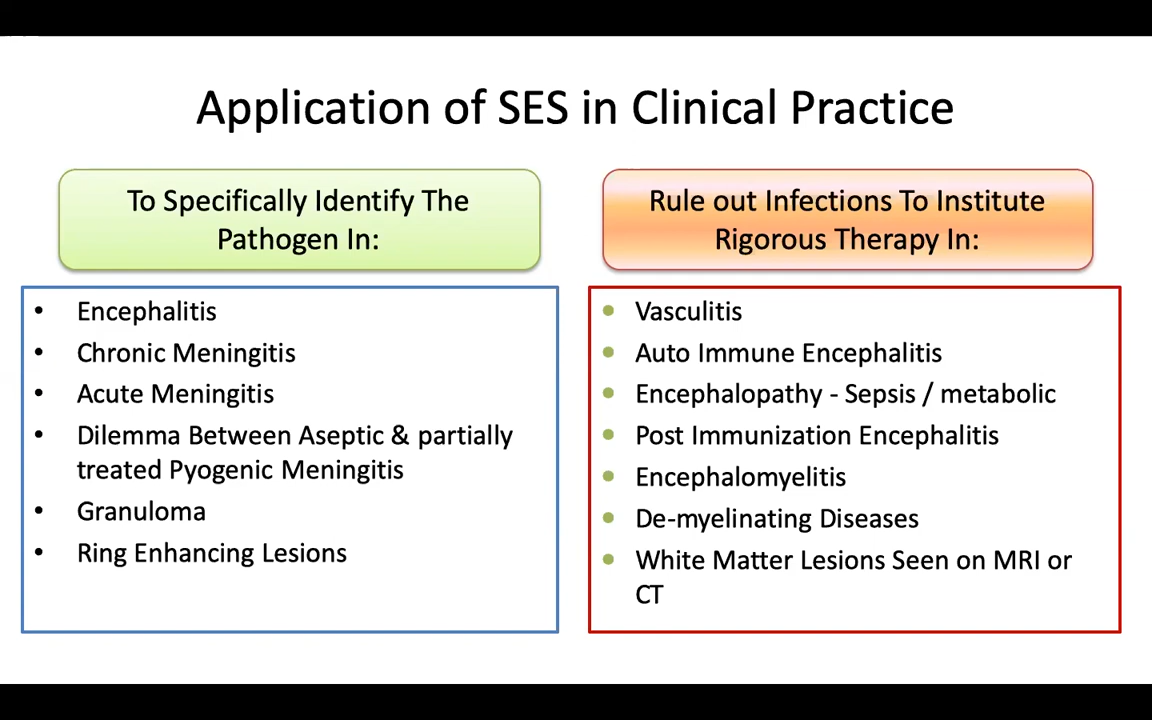 Application of SES in Clinical Practice
To Specifically Identify The
Pathogen In:
• Encephalitis
• Chronic Meningitis
• Acute Meningitis
• Dilemma Between Aseptic & partially
treated Pyogenic Meningitis
• Granuloma
• Ring Enhancing Lesions
Rule out Infections To Institute
Rigorous Therapy In:
• Vasculitis
• Auto Immune Encephalitis
• Encephalopathy - Sepsis / metabolic
• Post Immunization Encephalitis
• Encephalomyelitis
• De-myelinating Diseases
• White Matter Lesions Seen on MRI or
CT